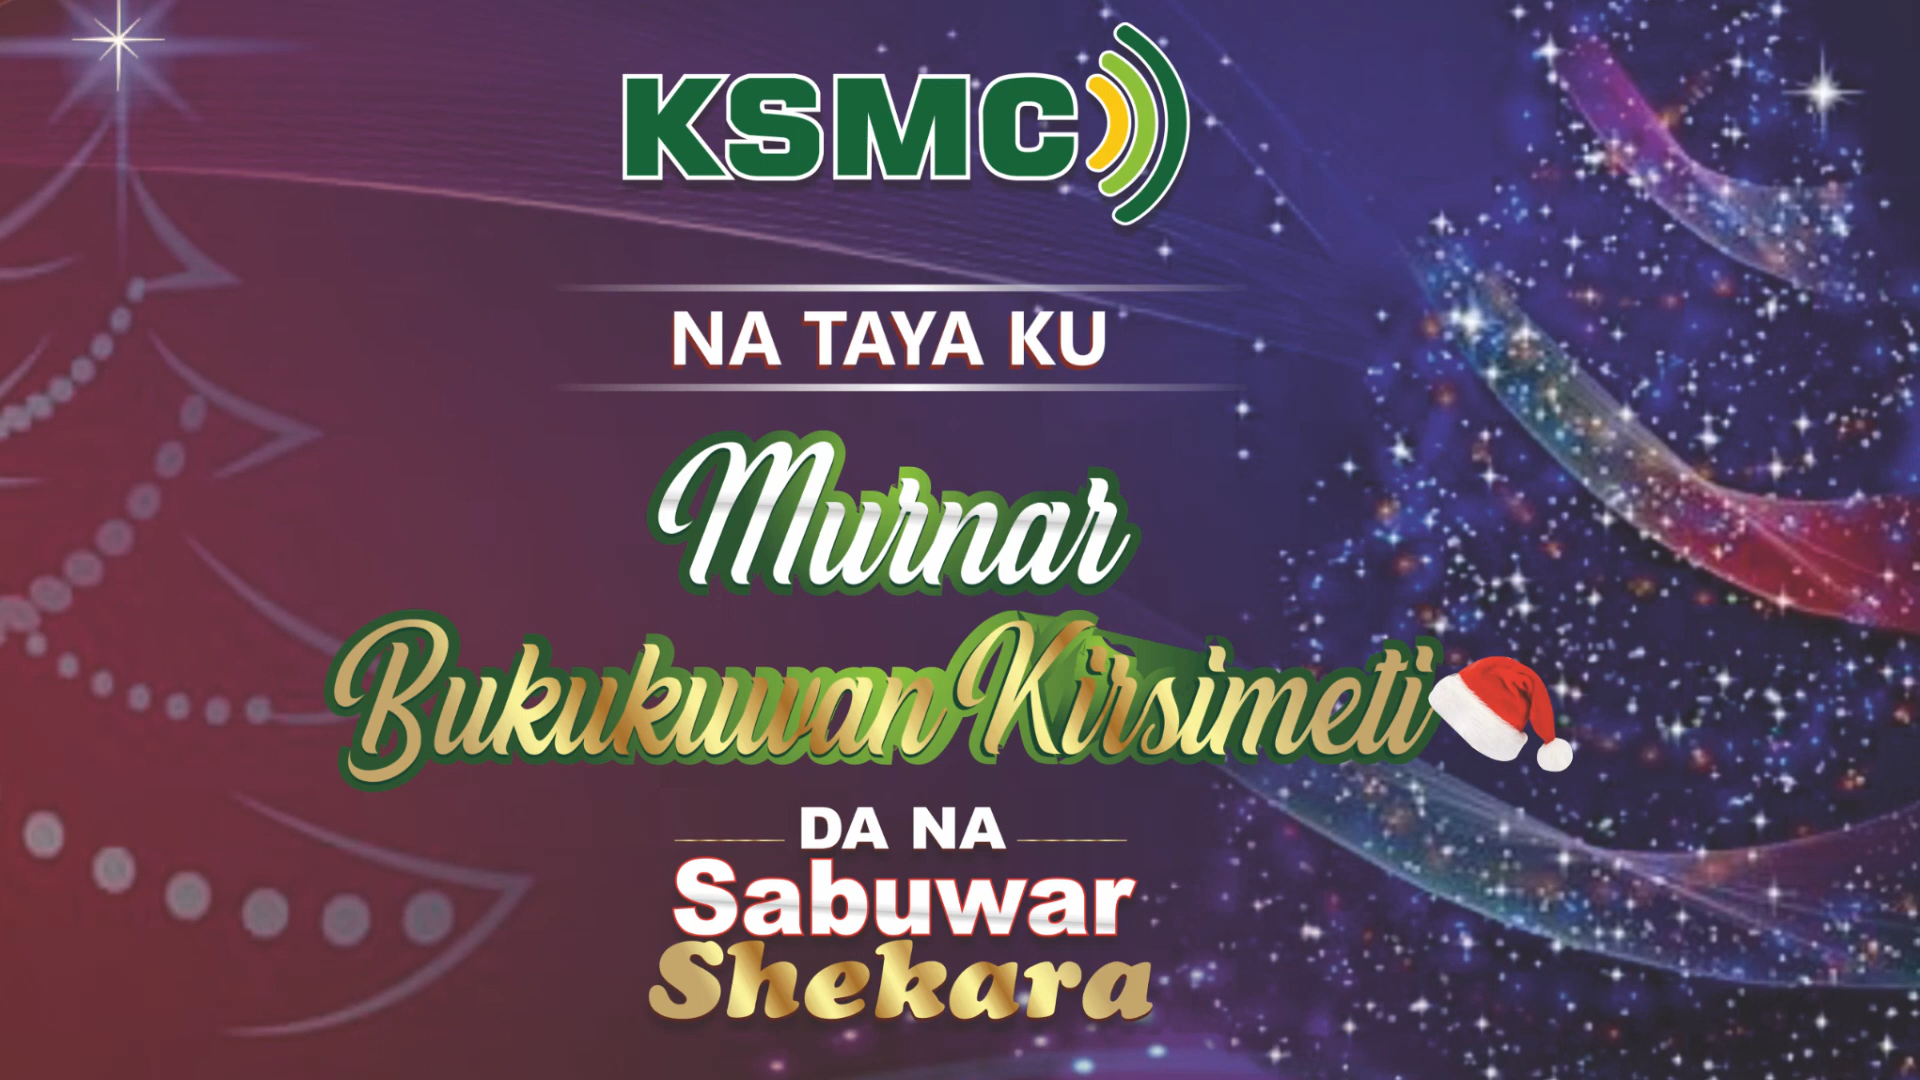 KSMC
NA TAYA KU
Murnar
Bukukuwan Kirsimeti
DA NA
Sabuwar
Shekara